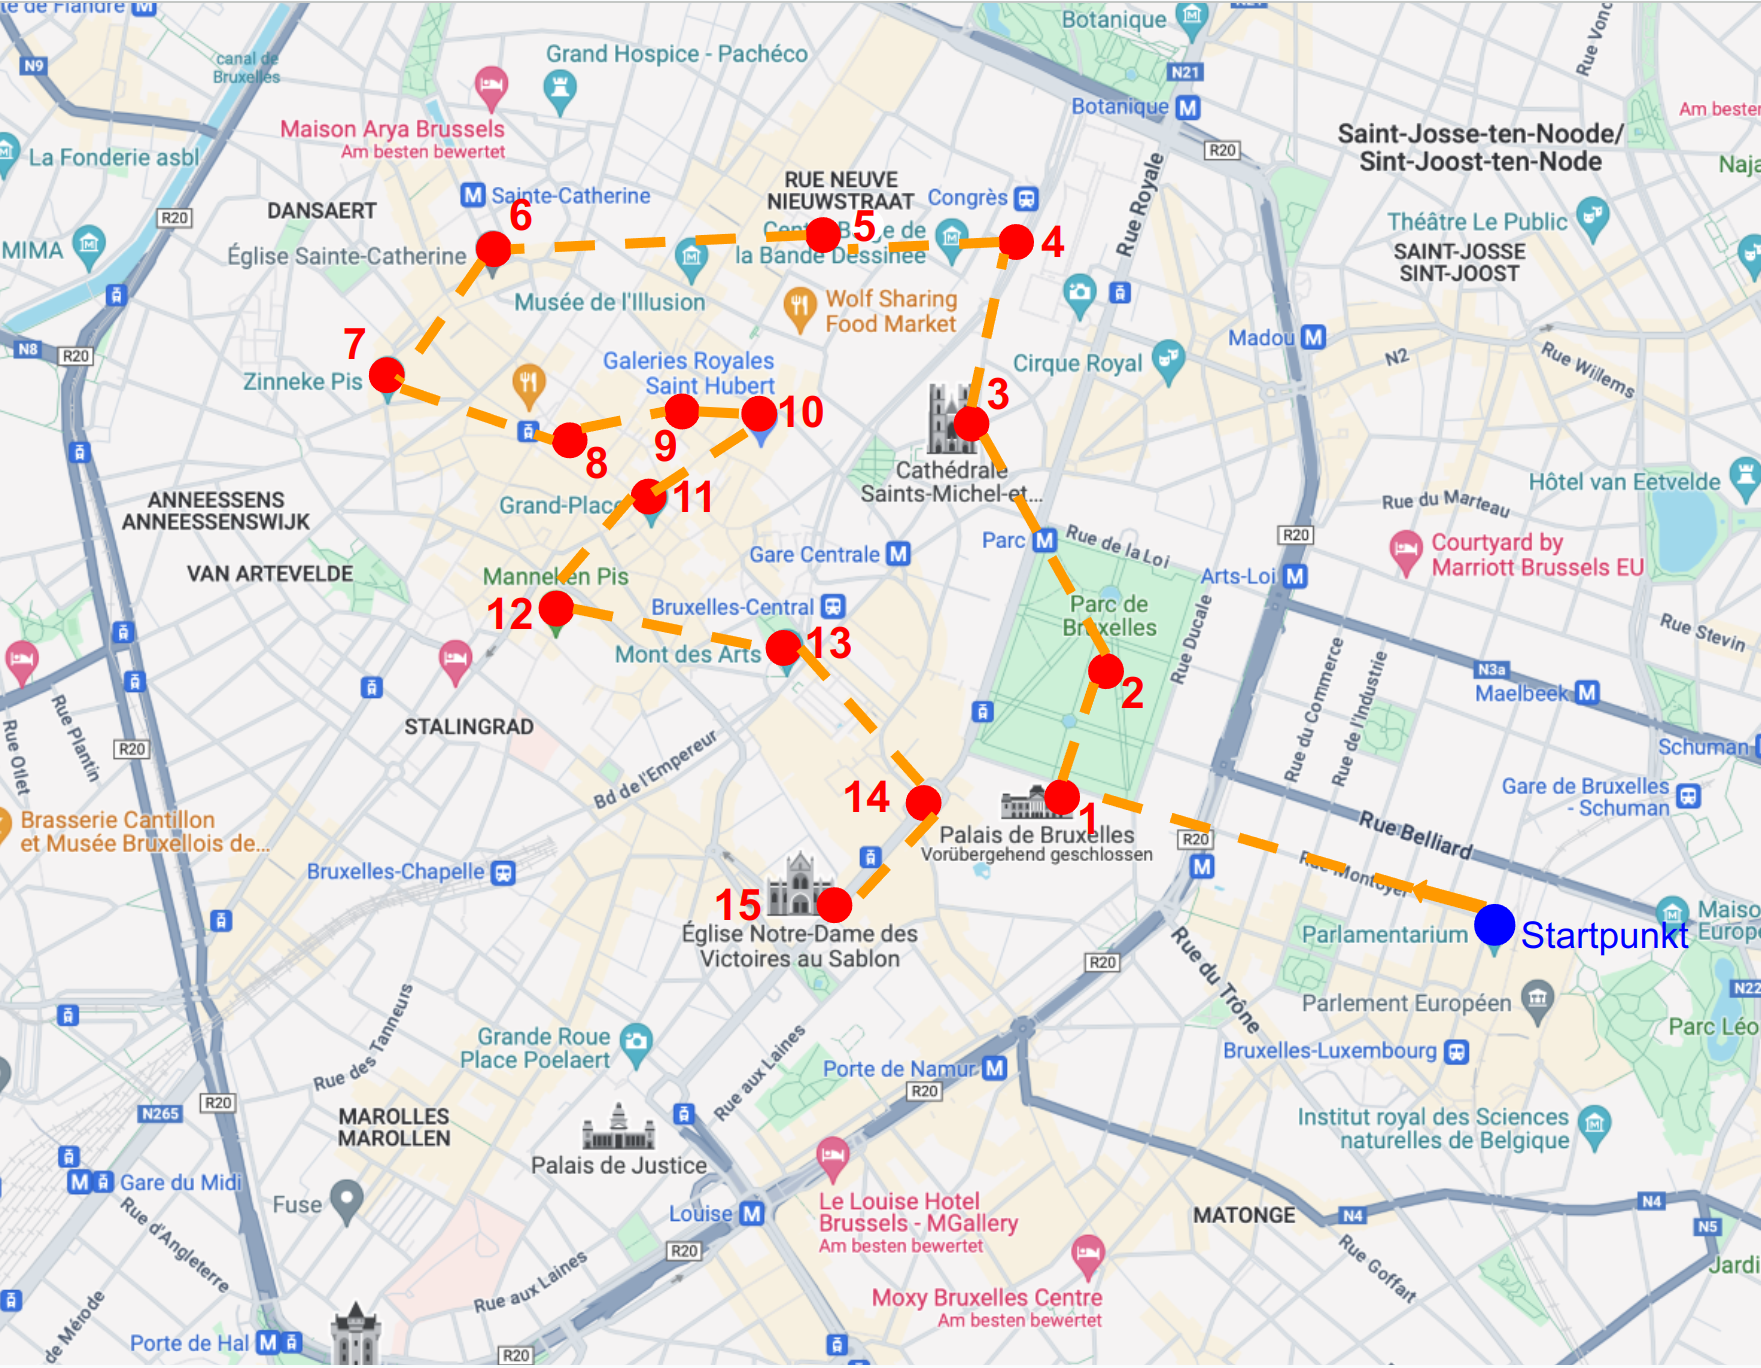 te de Flandre M
Botanique
N9
canal de
Bruxelles
Grand Hospice - Pachéco
N21
Rue Vonc
Botanique M
Am besten
Maison Arya Brussels
Am besten bewertet
Saint-Josse-ten-Noode/
Sint-Joost-ten-Node
R20
La Fonderie asbl
Naja
RUE NEUVE
NIEUWSTRAAT
Congrès
M Sainte-Catherine
DANSAERT
R20
Rue Royale
Théâtre Le Public
MIMA
Église Sainte-Catherine
6
5
4
la Bande Dessinée
SAINT-JOSSE
SINT-JOOST
Musée de l'Illusion
Wolf Sharing
Food Market
N8
R20
7
Zinneke Pis
Galeries Royales
Saint Hubert
Cirque Royal
Madou M
N2
Rue Willems
3
10
9
8
Cathédrale
Saints-Michel-et...
Hôtel van Eetvelde
ANNEESSENS
ANNEESSENSWIJK
Grand-Place
11
Rue du Marteau
R20
Parc M
Rue de la Loi
Gare Centrale M
Courtyard by
Marriott Brussels EU
VAN ARTEVELDE
Manneken Pis
12
Arts-Loi M
Bruxelles-Central
Parc de
Bruxelles
Rue Ducale
Rue Stevin
Mont des Arts
13
2
N3a
Maelbeek M
Rue du Commerce
Rue de l'Industrie
Rue Plantin
Rue Otlet
STALINGRAD
R20
Bd de l'Empereur
Schuman
14
1
Gare de Bruxelles
- Schuman
Brasserie Cantillon
et Musée Bruxellois de...
Palais de Bruxelles
Vorübergehend geschlossen
R20
M
Rue Belliard
Rue Montoyer
Bruxelles-Chapelle
15
Église Notre-Dame des
Victoires au Sablon
Parlamentarium
Startpunkt
Maiso
Europe
R20
Rue du Trône
N22
Parlement Européen
Parc Léo
Rue des Tanneurs
Grande Roue
Place Poelaert
Rue aux Laines
Porte de Namur M
Bruxelles-Luxembourg
R20
N265
R20
MAROLLES
MAROLLEN
Institut royal des Sciences
naturelles de Belgique
Palais de Justice
M Gare du Midi
Fuse
Le Louise Hotel
Brussels - MGallery
Am besten bewertet
Louise M
MATONGE
N4
N4
N5
Rue d'Angleterre
R20
Rue aux Laines
Rue Goffart
Jardi
Moxy Bruxelles Centre
Am besten bewertet
de Mérode
Porte de Hal M
R20